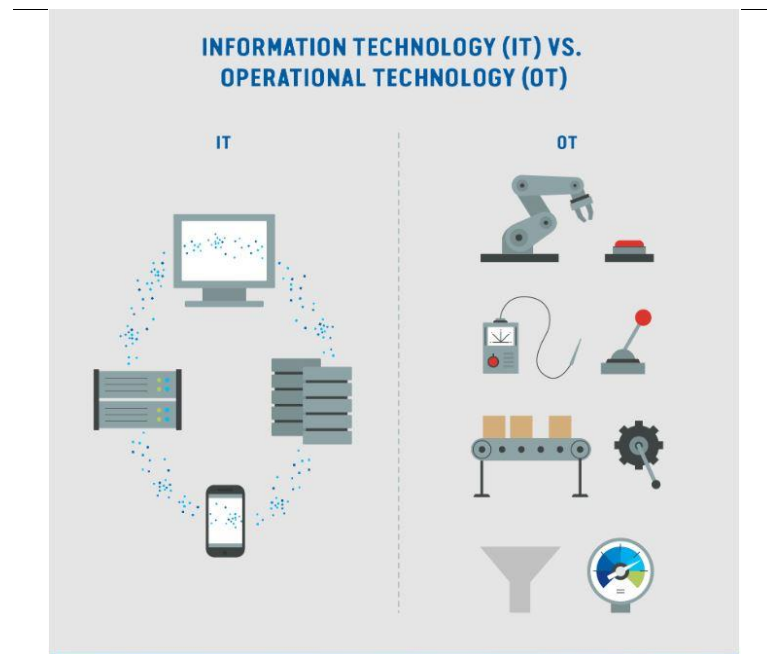 INFORMATION TECHNOLOGY (IT) VS.
OPERATIONAL TECHNOLOGY (OT)
IT
OT